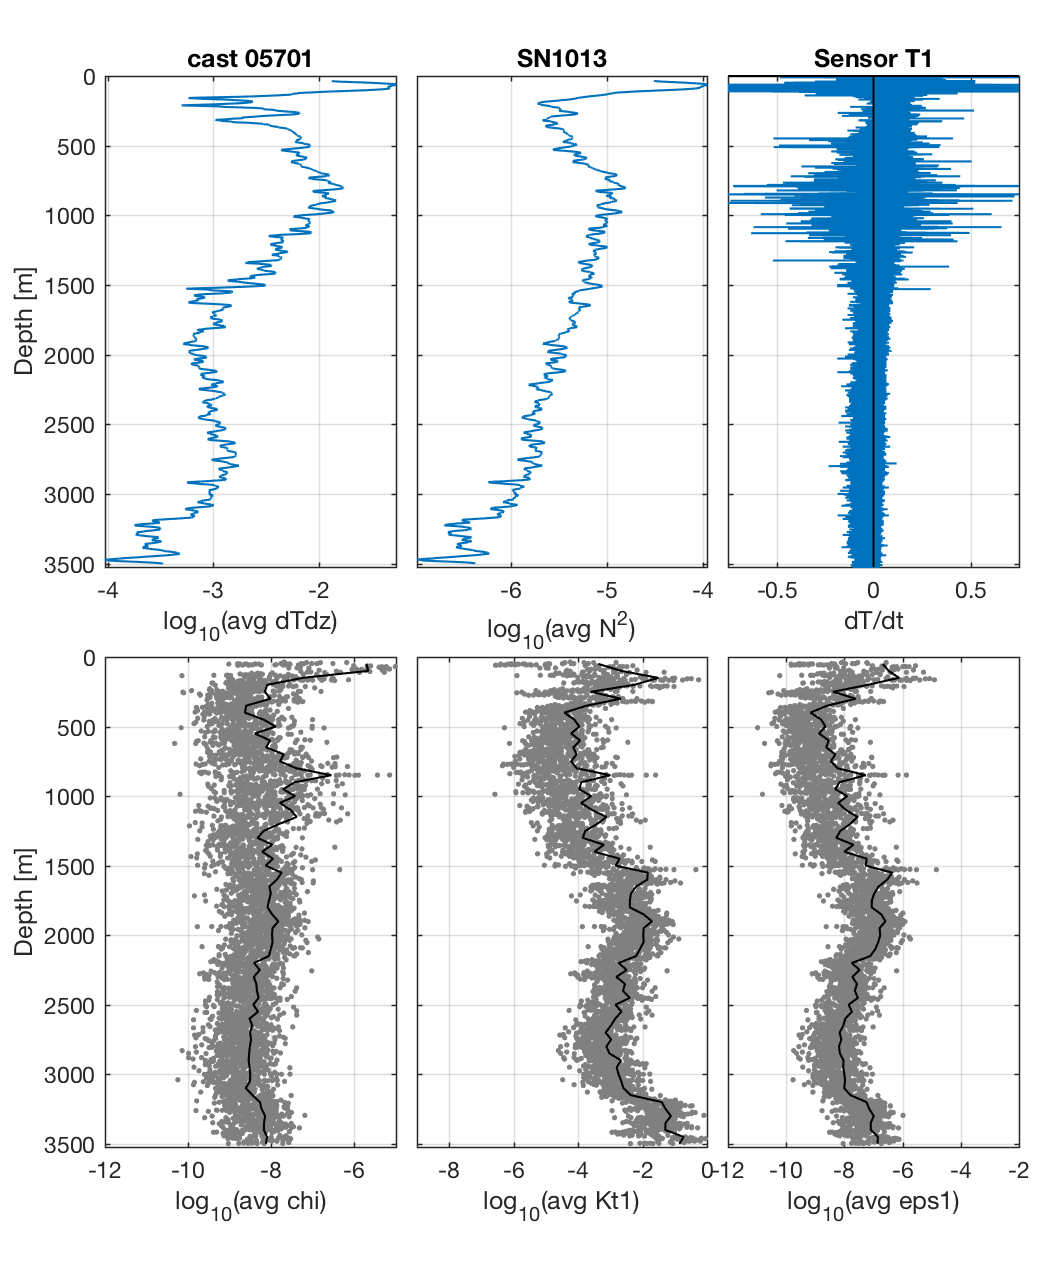 cast 05701 SN1013 Sensor T1
0
500
1000
1500
2000
2500
3000
3500
Depth [m]
-4 -3 -2
log10(avg dTdz)
-6 -5 -4
log10(avg N2)
-0.5 0 0.5
dT/dt
0
500
1000
1500
2000
2500
3000
3500
Depth [m]
-12 -10 -8 -6
log10(avg chi)
-8 -6 -4 -2 0
log10(avg Kt1)
-12 -10 -8 -6 -4 -2
log10(avg eps1)